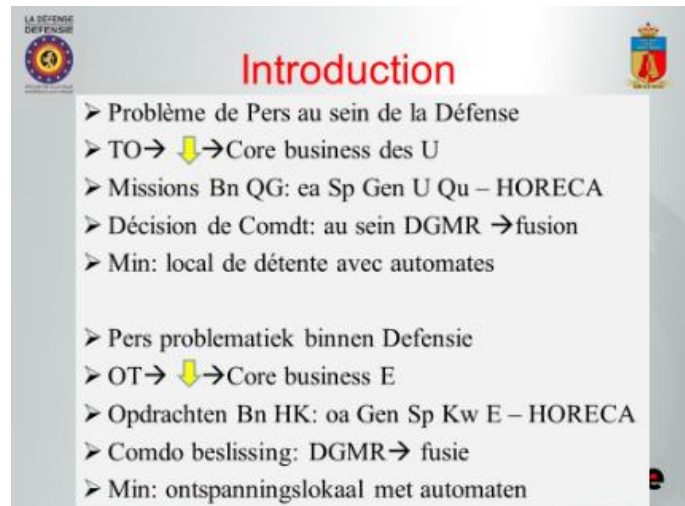 LA DÉFENSE
DEFENSIE
Introduction
➢ Problème de Pers au sein de la Défense
➢ TO→ ⬇→Core business des U
➢ Missions Bn QG: ea Sp Gen U Qu – HORECA
➢ Décision de Comdt: au sein DGMR →fusion
➢ Min: local de détente avec automates
➢ Pers problematiek binnen Defensie
➢ OT→ ⬇→Core business E
➢ Opdrachten Bn HK: oa Gen Sp Kw E – HORECA
➢ Comdo beslissing: DGMR→ fusie
➢ Min: ontspanningslokaal met automaten
e